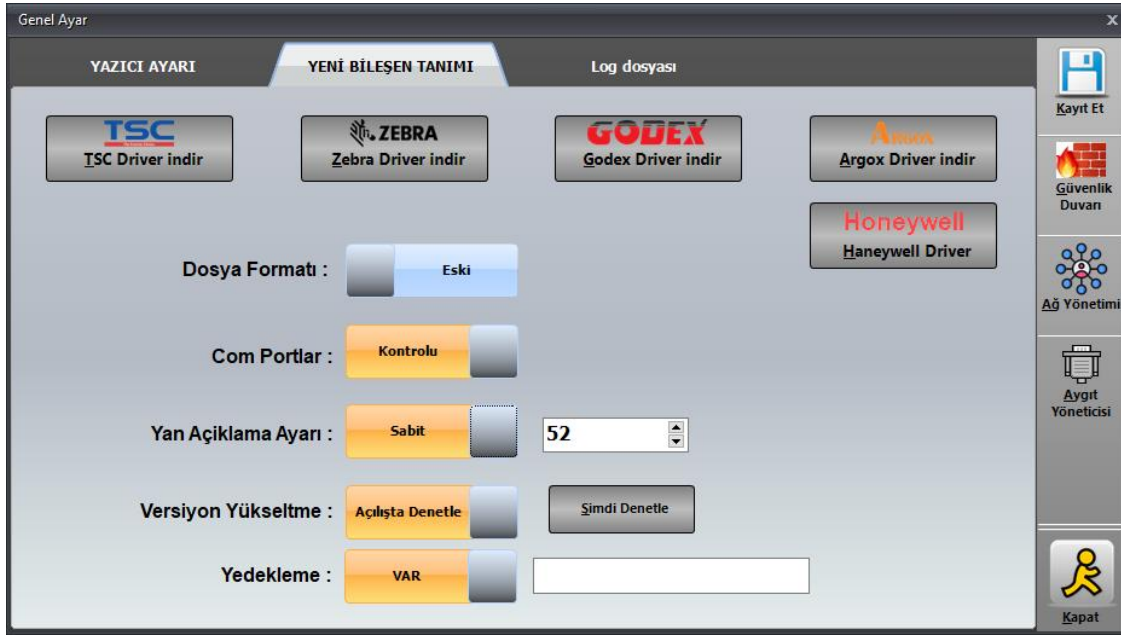 Genel Ayar
x
YAZICI AYARI
YENİ BİLEŞEN TANIMI
Log dosyası
TSC
TSC Driver indir
ZEBRA
Zebra Driver indir
GODEX
Godex Driver indir
ARGOX
Argox Driver indir
Honeywell
Haneywell Driver
Dosya Formatı :
Eski
Com Portlar :
Kontrolu
Yan Açiklama Ayarı :
Sabit
52
Versiyon Yükseltme :
Açılışta Denetle
Şimdi Denetle
Yedekleme :
VAR
Kayıt Et
Güvenlik
Duvarı
Ağ Yönetimi
Aygıt
Yöneticisi
Kapat